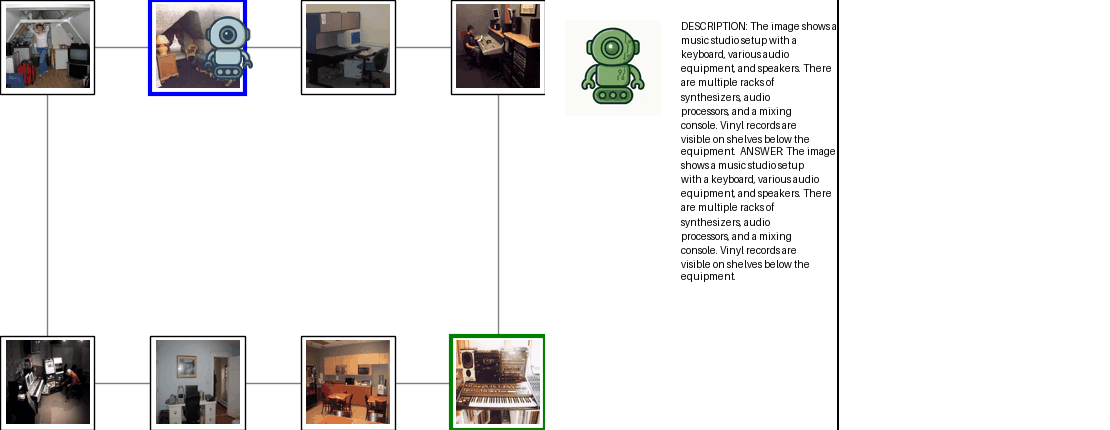 DESCRIPTION: The image shows a
music studio setup with a
keyboard, various audio
equipment, and speakers. There
are multiple racks of
synthesizers, audio
processors, and a mixing
console. Vinyl records are
visible on shelves below the
equipment. ANSWER: The image
shows a music studio setup
with a keyboard, various audio
equipment, and speakers. There
are multiple racks of
synthesizers, audio
processors, and a mixing
console. Vinyl records are
visible on shelves below the
equipment.